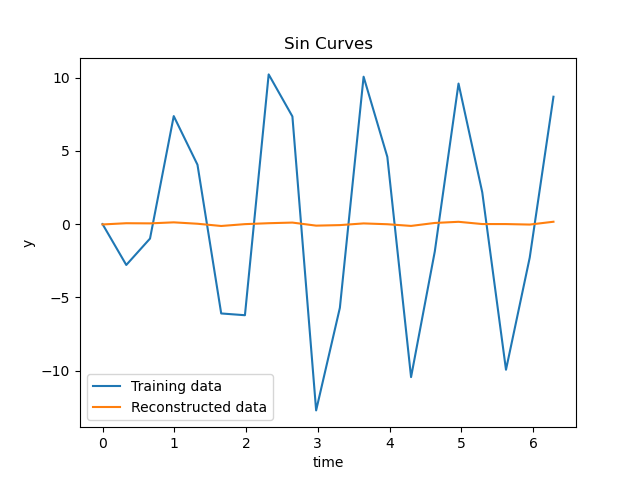 Sin Curves
y
10
5
0
−5
−10
Training data
Reconstructed data
0 1 2 3 4 5 6
time